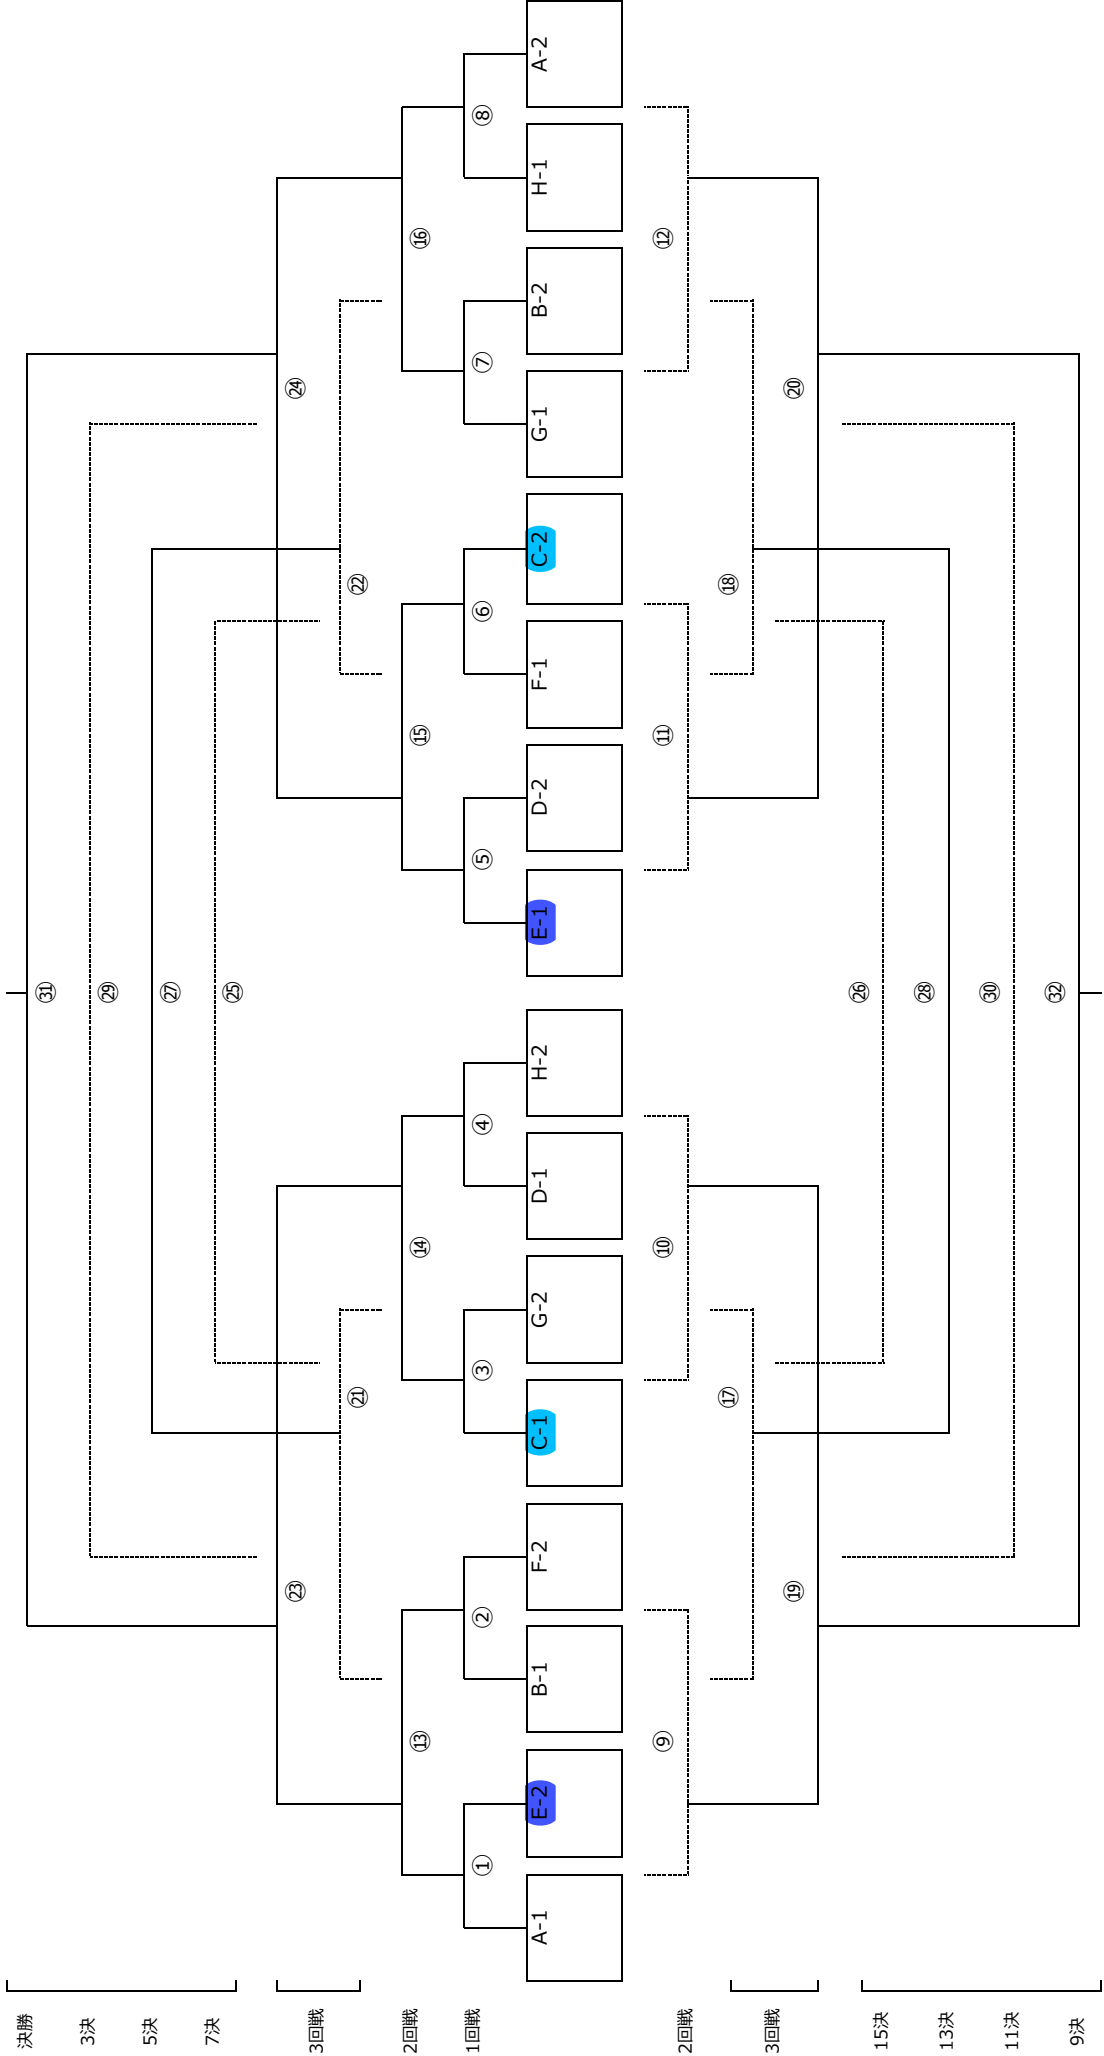 決勝
3決
5決
7決
3回戦
2回戦
1回戦
2回戦
3回戦
15決
13決
11決
9決
㉛
㉙
㉗
㉕
㉖
㉘
㉚
㉜
㉓
㉔
㉑
㉒
⑬
⑭
⑮
⑯
①
②
③
④
⑤
⑥
⑦
⑧
A-1
E-2
B-1
F-2
C-1
G-2
D-1
H-2
E-1
D-2
F-1
C-2
G-1
B-2
H-1
A-2
⑨
⑩
⑪
⑫
⑰
⑱
⑲
⑳